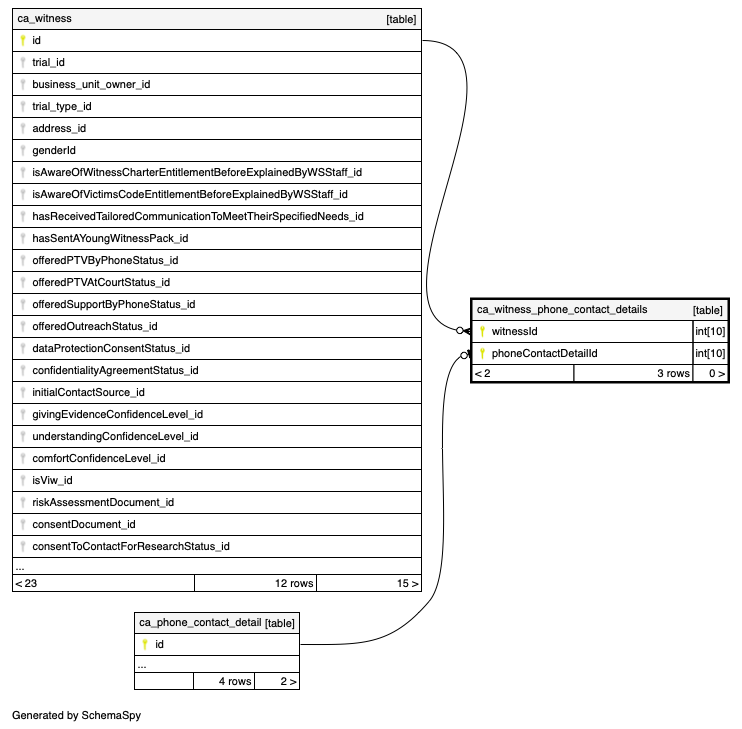 ca_witness [table]
id
trial_id
business_unit_owner_id
trial_type_id
address_id
genderId
isAwareOfWitnessCharterEntitlementBeforeExplainedByWSStaff_id
isAwareOfVictimsCodeEntitlementBeforeExplainedByWSStaff_id
hasReceivedTailoredCommunicationToMeetTheirSpecifiedNeeds_id
hasSentAYoungWitnessPack_id
offeredPTVByPhoneStatus_id
offeredPTVAtCourtStatus_id
offeredSupportByPhoneStatus_id
offeredOutreachStatus_id
dataProtectionConsentStatus_id
confidentialityAgreementStatus_id
initialContactSource_id
givingEvidenceConfidenceLevel_id
understandingConfidenceLevel_id
comfortConfidenceLevel_id
isViw_id
riskAssessmentDocument_id
consentDocument_id
consentToContactForResearchStatus_id
...
< 23 12 rows 15 >
ca_witness_phone_contact_details [table]
witnessId int[10]
phoneContactDetailId int[10]
< 2 3 rows 0 >
ca_phone_contact_detail [table]
id
...
4 rows 2 >
Generated by SchemaSpy